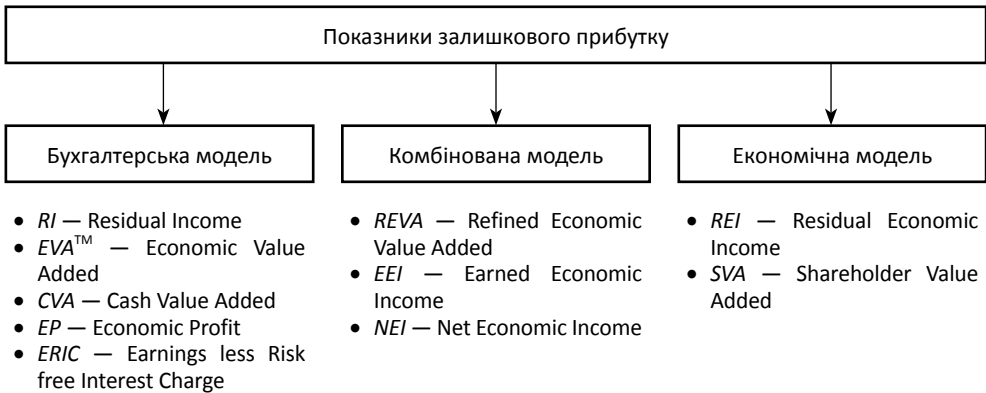 Показники залишкового прибутку
Бухгалтерська модель
• RI — Residual Income
• EVA™ — Economic Value
Added
• CVA — Cash Value Added
• EP — Economic Profit
• ERIC — Earnings less Risk
free Interest Charge
Комбінована модель
• REVA — Refined Economic
Value Added
• EEI — Earned Economic
Income
• NEI — Net Economic Income
Економічна модель
• REI — Residual Economic
Income
• SVA — Shareholder Value
Added